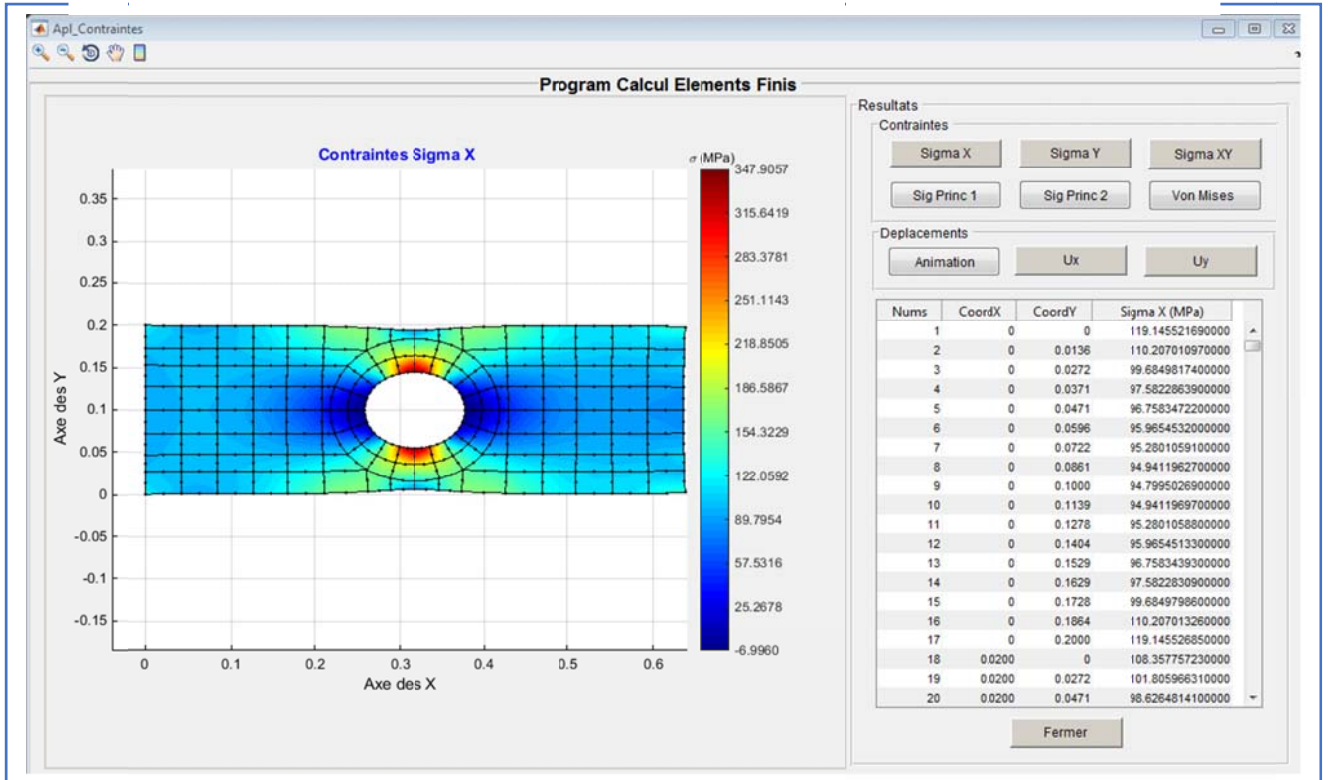 Apl_Contraintes
Program Calcul Elements Finis
Contraintes Sigma X
σ (MPa)
347.9057
315.6419
283.3781
251.1143
218.8505
186.5867
154.3229
122.0592
89.7954
57.5316
25.2678
-6.9960
Axe des Y
0.35
0.3
0.25
0.2
0.15
0.1
0.05
0
-0.05
-0.1
-0.15
0 0.1 0.2 0.3 0.4 0.5 0.6
Axe des X
Resultats
Contraintes
Sigma X Sigma Y Sigma XY
Sig Princ 1 Sig Princ 2 Von Mises
Deplacements
Animation Ux Uy
Nums CoordX CoordY Sigma X (MPa)
1 0 0 119.145521690000
2 0 0.0136 110.207010970000
3 0 0.0272 99.6849817400000
4 0 0.0371 97.5822863900000
5 0 0.0471 96.7583472200000
6 0 0.0596 95.9654532000000
7 0 0.0722 95.2801059100000
8 0 0.0861 94.9411962700000
9 0 0.1000 94.7995026900000
10 0 0.1139 94.9411969700000
11 0 0.1278 95.2801058800000
12 0 0.1404 95.9654513300000
13 0 0.1529 96.7583439300000
14 0 0.1629 97.5822830900000
15 0 0.1728 99.6849798600000
16 0 0.1864 110.207013260000
17 0 0.2000 119.145526850000
18 0.0200 0 108.357757230000
19 0.0200 0.0272 101.805966310000
20 0.0200 0.0471 98.6264814100000
Fermer